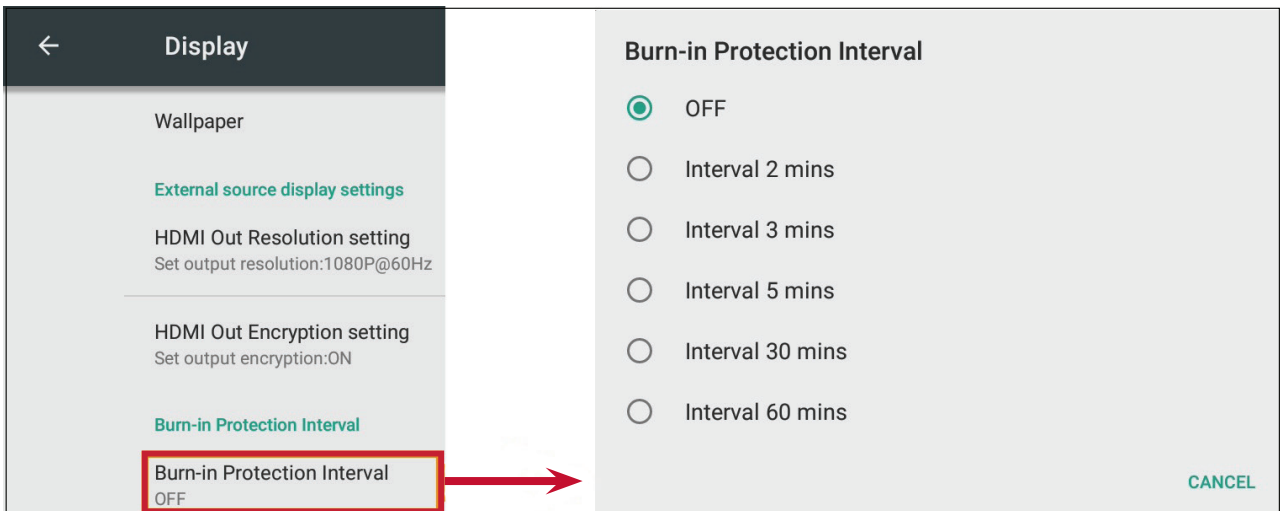 Display
Wallpaper
External source display settings
HDMI Out Resolution setting
Set output resolution:1080P@60Hz
HDMI Out Encryption setting
Set output encryption:ON
Burn-in Protection Interval
Burn-in Protection Interval
OFF
Burn-in Protection Interval
OFF
Interval 2 mins
Interval 3 mins
Interval 5 mins
Interval 30 mins
Interval 60 mins
CANCEL